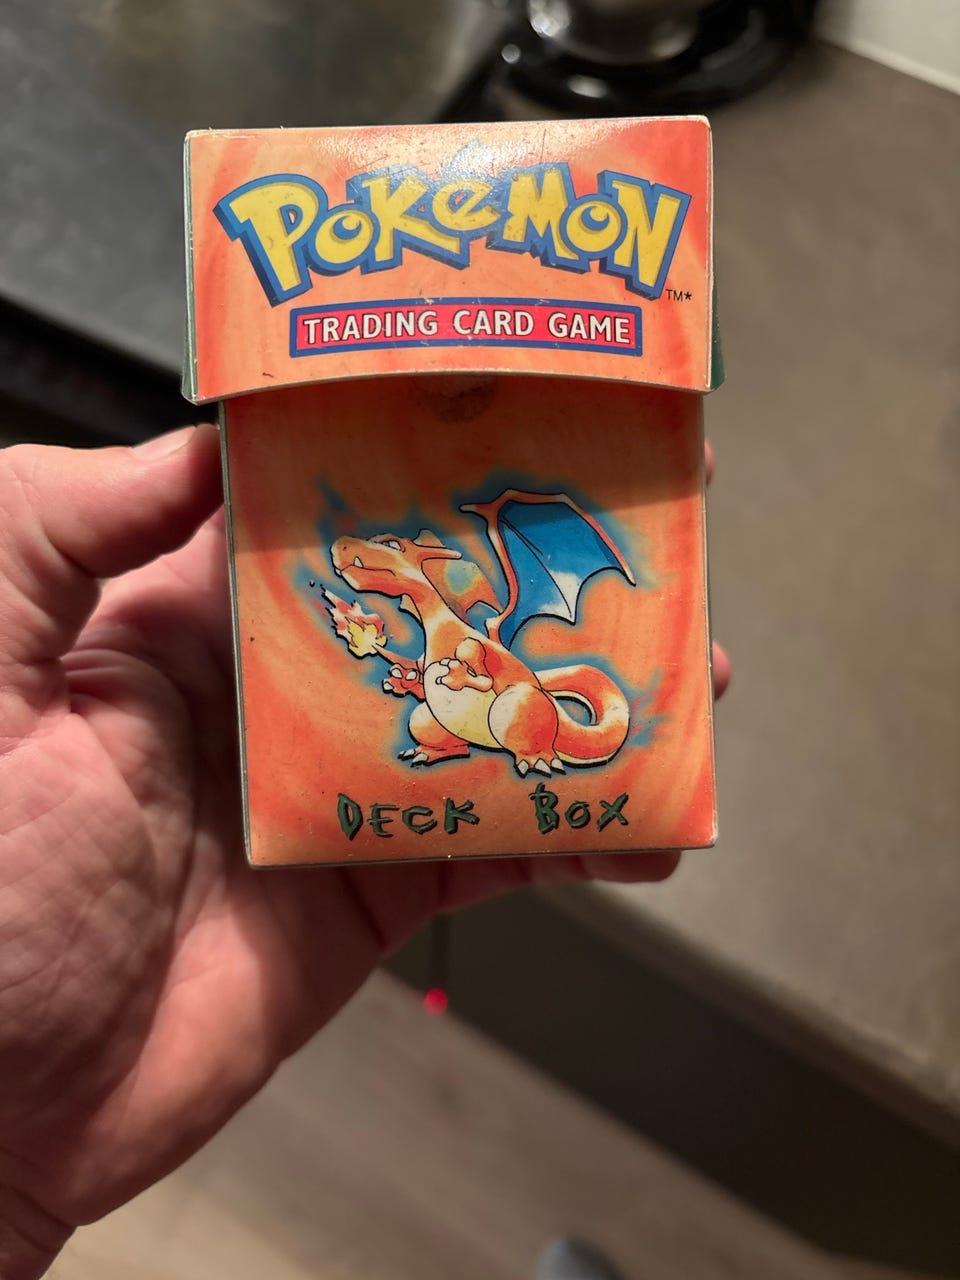 POKéMON
TM*
TRADING CARD GAME
DECK BOX